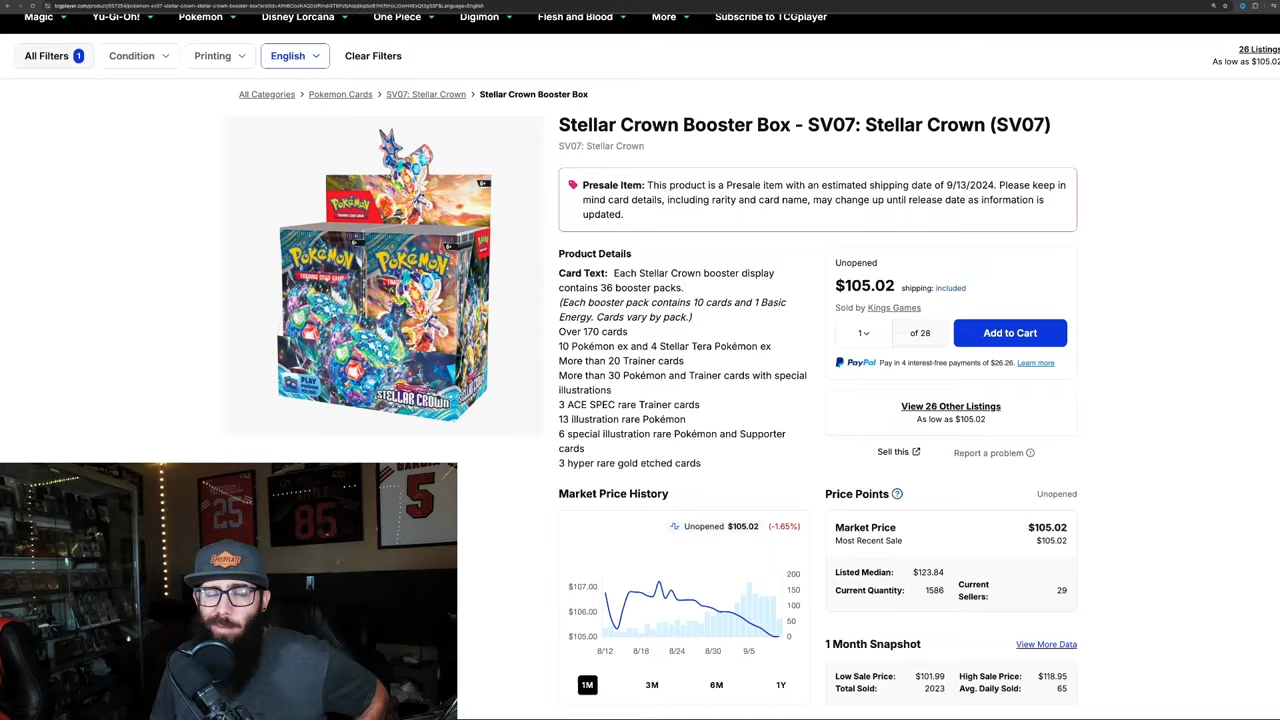 Magic
Yu-Gi-Oh!
Pokémon
Disney Lorcana
One Piece
Digimon
Flesh and Blood
More
Subscribe to TCGplayer
All Filters 1
Condition
Printing
English
Clear Filters
26 Listings
As low as $105.02
All Categories > Pokemon Cards > SV07: Stellar Crown > Stellar Crown Booster Box
Stellar Crown Booster Box - SV07: Stellar Crown (SV07)
SV07: Stellar Crown
Presale Item: This product is a Presale item with an estimated shipping date of 9/13/2024. Please keep in
mind card details, including rarity and card name, may change up until release date as information is
updated.
POKÉMON
POKÉMON
TRADING CARD GAME
POKÉMON
STELLAR CROWN
Product Details
Card Text: Each Stellar Crown booster display
contains 36 booster packs.
(Each booster pack contains 10 cards and 1 Basic
Energy. Cards vary by pack.)
Over 170 cards
10 Pokémon ex and 4 Stellar Tera Pokémon ex
More than 20 Trainer cards
More than 30 Pokémon and Trainer cards with special
illustrations
3 ACE SPEC rare Trainer cards
13 illustration rare Pokémon
6 special illustration rare Pokémon and Supporter
cards
3 hyper rare gold etched cards
Unopened
$105.02 shipping: included
Sold by Kings Games
1
of 28
Add to Cart
PayPal Pay in 4 interest-free payments of $26.26. Learn more
View 26 Other Listings
As low as $105.02
Sell this
Report a problem
Market Price History
Unopened $105.02 (-1.65%)
$107.00
$106.00
$105.00
200
150
100
50
0
8/12
8/18
8/24
8/30
9/5
1M
3M
6M
1Y
Price Points
Unopened
Market Price $105.02
Most Recent Sale $105.02
Listed Median: $123.84
Current Quantity: 1586
Current
Sellers: 29
1 Month Snapshot
View More Data
Low Sale Price: $101.99
High Sale Price: $118.95
Total Sold: 2023
Avg. Daily Sold: 65
25
85
5